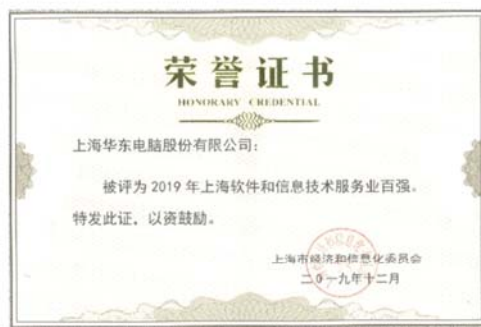 荣誉证书
HONORARY CREDENTIAL
上海华东电脑股份有限公司：
被评为 2019 年上海软件和信息技术服务业百强。
特发此证，以资鼓励。
上海市经济和信息化委员会
二0一九年十二月